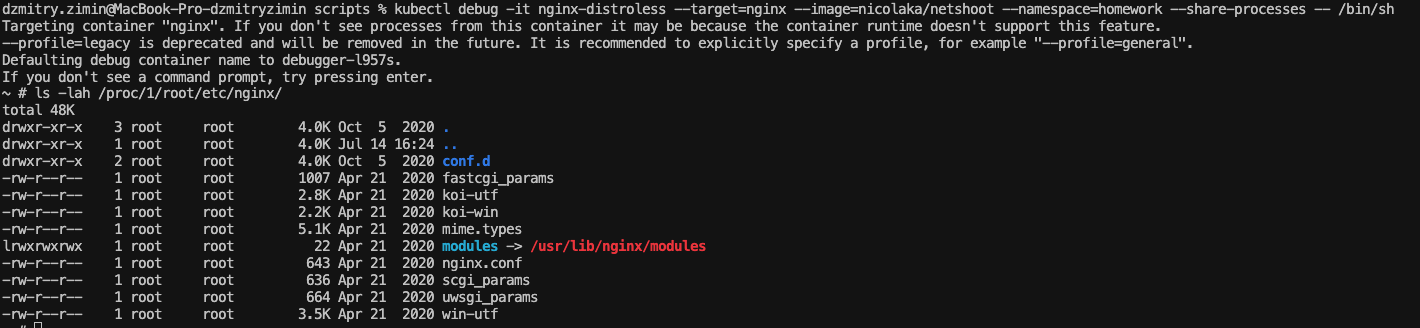 dzmitry.zimin@MacBook-Pro-dzmitryzimin scripts % kubectl debug -it nginx-distroless --target=nginx --image=nicolaka/netshoot --namespace=homework --share-processes -- /bin/sh
Targeting container "nginx". If you don't see processes from this container it may be because the container runtime doesn't support this feature.
--profile=legacy is deprecated and will be removed in the future. It is recommended to explicitly specify a profile, for example "--profile=general".
Defaulting debug container name to debugger-l957s.
If you don't see a command prompt, try pressing enter.
~ # ls -lah /proc/1/root/etc/nginx/
total 48K
drwxr-xr-x    3 root     root        4.0K Oct  5  2020 .
drwxr-xr-x    1 root     root        4.0K Jul 14 16:24 ..
drwxr-xr-x    2 root     root        4.0K Oct  5  2020 conf.d
-rw-r--r--    1 root     root        1007 Apr 21  2020 fastcgi_params
-rw-r--r--    1 root     root        2.8K Apr 21  2020 koi-utf
-rw-r--r--    1 root     root        2.2K Apr 21  2020 koi-win
-rw-r--r--    1 root     root        5.1K Apr 21  2020 mime.types
lrwxrwxrwx    1 root     root          22 Apr 21  2020 modules -> /usr/lib/nginx/modules
-rw-r--r--    1 root     root         643 Apr 21  2020 nginx.conf
-rw-r--r--    1 root     root         636 Apr 21  2020 scgi_params
-rw-r--r--    1 root     root         664 Apr 21  2020 uwsgi_params
-rw-r--r--    1 root     root        3.5K Apr 21  2020 win-utf
~ #